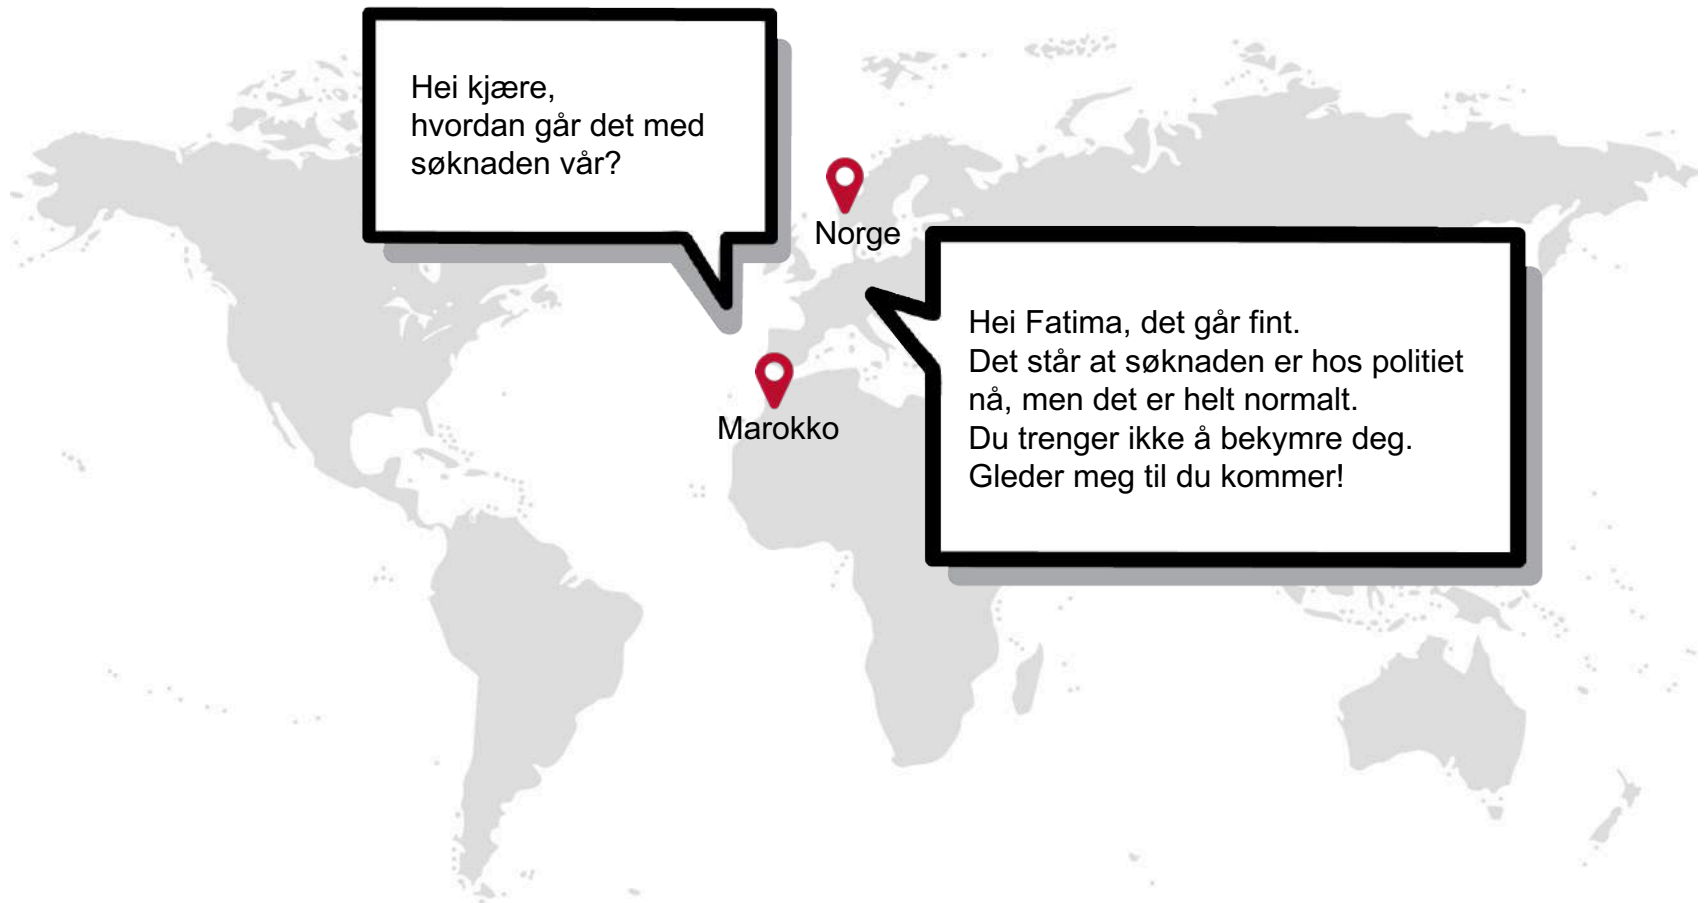 Hei kjære,
hvordan går det med
søknaden vår?
Norge
Hei Fatima, det går fint.
Det står at søknaden er hos politiet
nå, men det er helt normalt.
Du trenger ikke å bekymre deg.
Gleder meg til du kommer!
Marokko